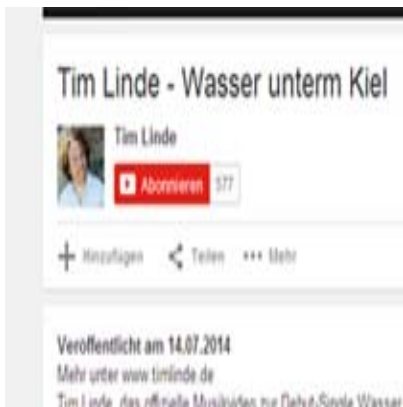 Tim Linde - Wasser unterm Kiel
Tim Linde
Abonnieren 577
Hinzufügen Teilen Mehr
Veröffentlicht am 14.07.2014
Mehr unter www.timlinde.de
Tim Linde, das offizielle Musikvideo zur Debut-Single Wasser